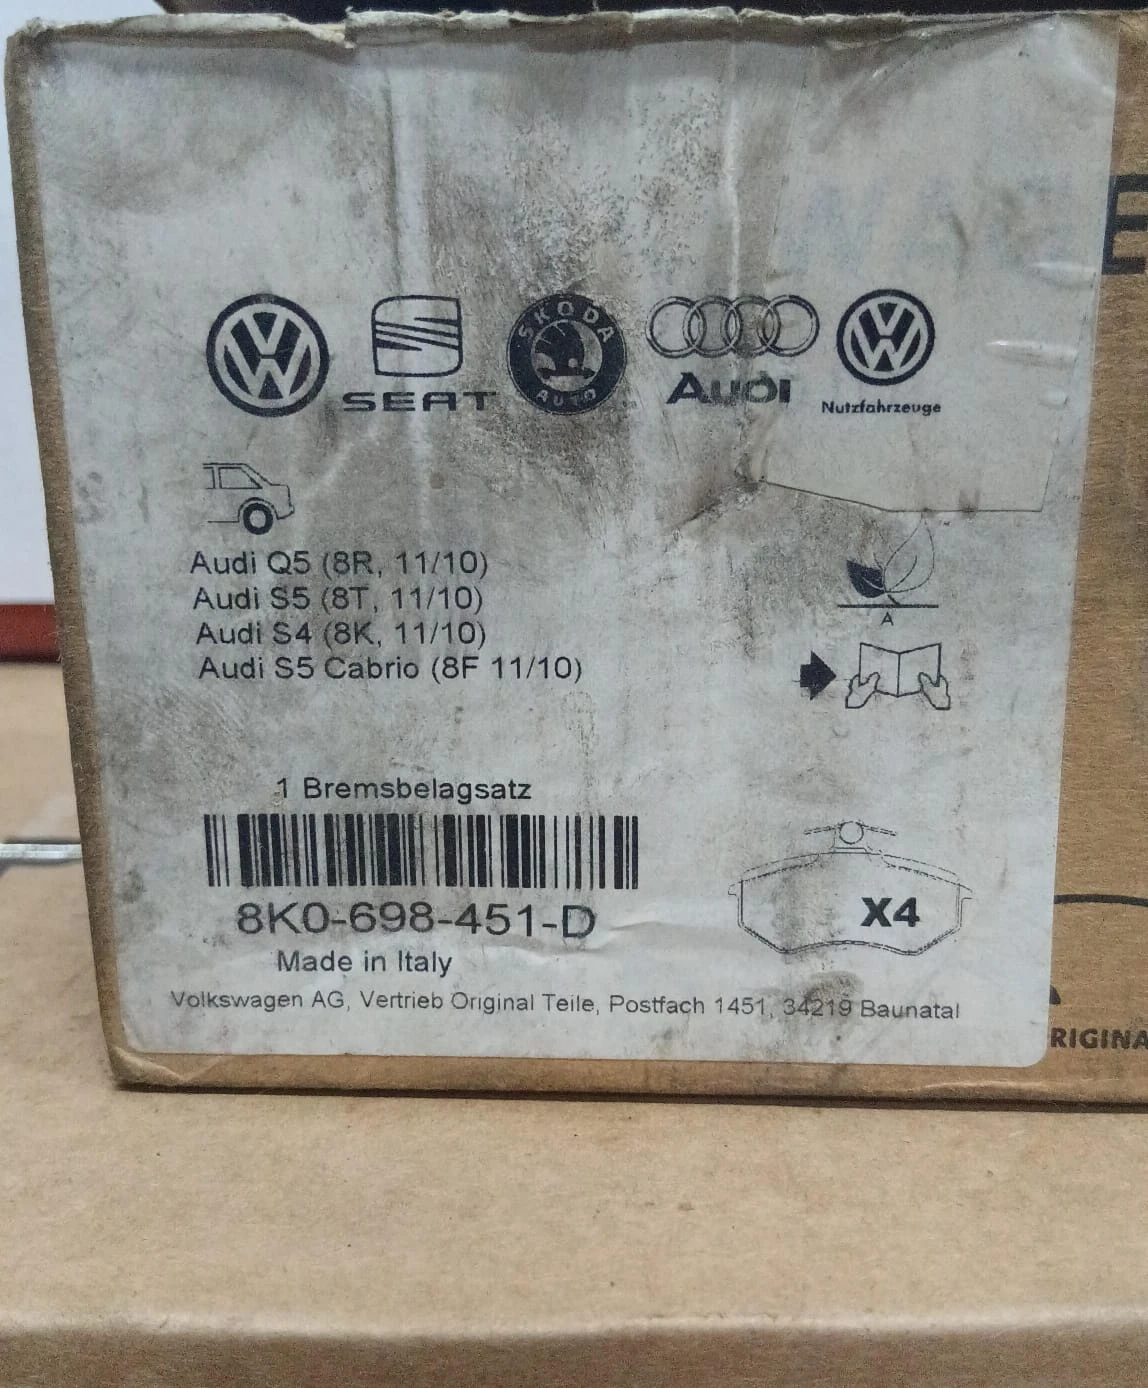 SEAT
SKODA
AUTO
Audi
Nutzfahrzeuge
Audi Q5 (8R, 11/10)
Audi S5 (8T, 11/10)
Audi S4 (8K, 11/10)
Audi S5 Cabrio (8F 11/10)
A
1 Bremsbelagsatz
8K0-698-451-D
X4
Made in Italy
Volkswagen AG, Vertrieb Original Teile, Postfach 1451, 34219 Baunatal
RIGINA